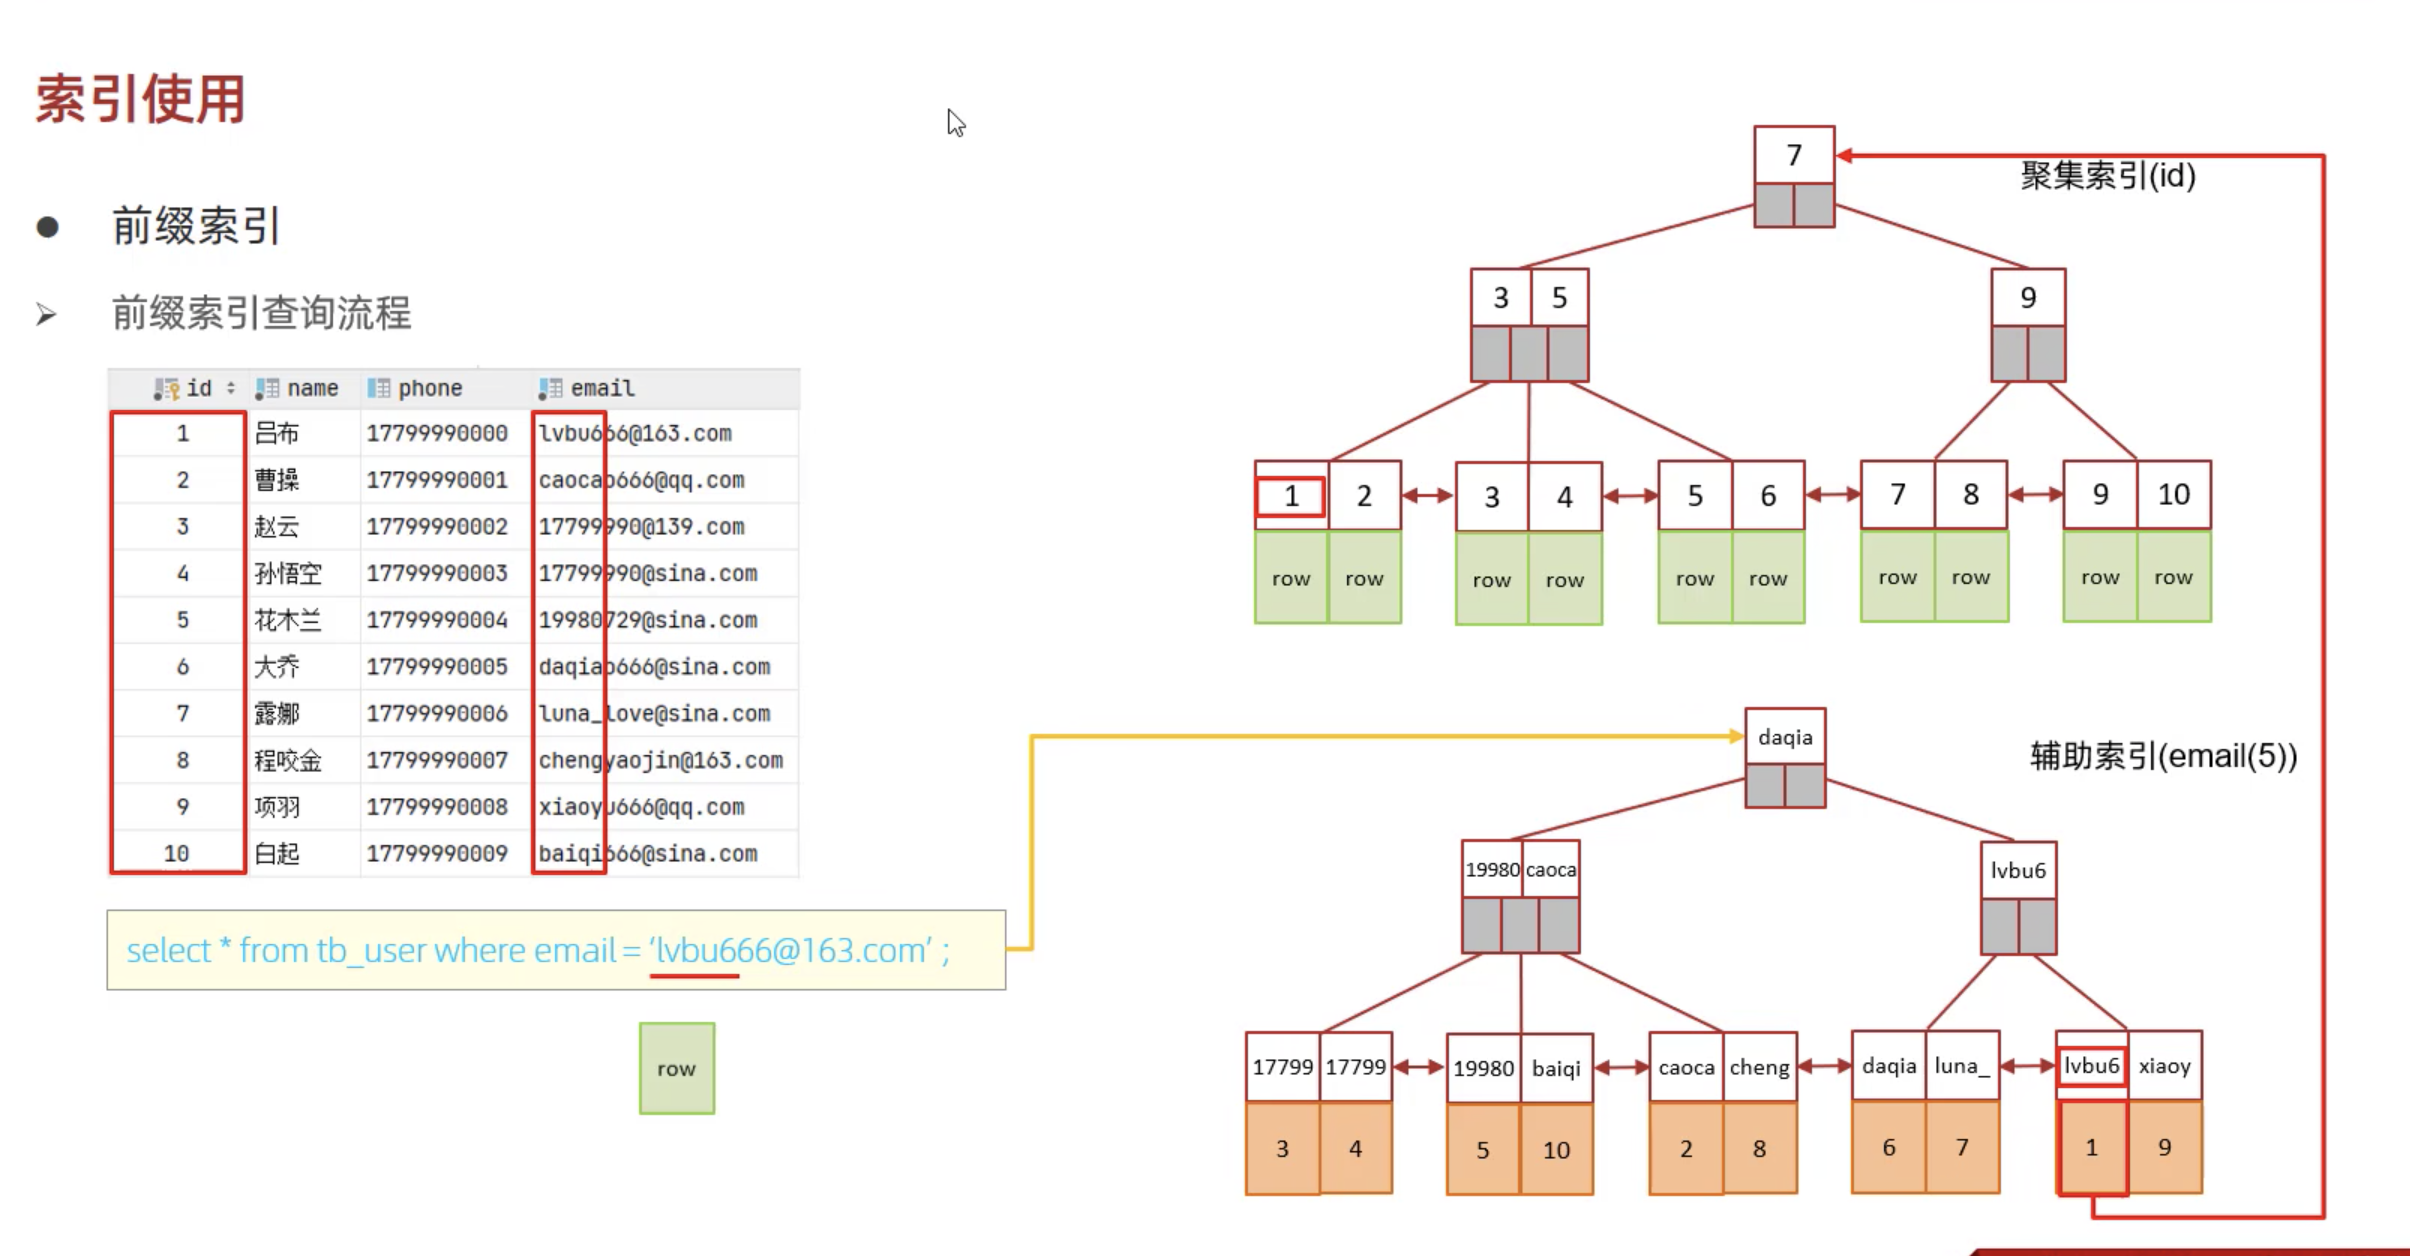 索引使用
前缀索引
前缀索引查询流程
id name phone email
1 吕布 17799990000 lvbu666@163.com
2 曹操 17799990001 caocao666@qq.com
3 赵云 17799990002 17799990@139.com
4 孙悟空 17799990003 17799990@sina.com
5 花木兰 17799990004 19980729@sina.com
6 大乔 17799990005 daqiao666@sina.com
7 露娜 17799990006 luna_love@sina.com
8 程咬金 17799990007 chengyaojin@163.com
9 项羽 17799990008 xiaoyu666@qq.com
10 白起 17799990009 baiqi666@sina.com
select * from tb_user where email = ‘lvbu666@163.com’ ;
row
7
聚集索引(id)
3 5 9
1 2 3 4 5 6 7 8 9 10
row row row row row row row row row row
daqia
辅助索引(email(5))
19980 caoca lvbu6
17799 17799 19980 baiqi caoca cheng daqia luna_ lvbu6 xiaoy
3 4 5 10 2 8 6 7 1 9